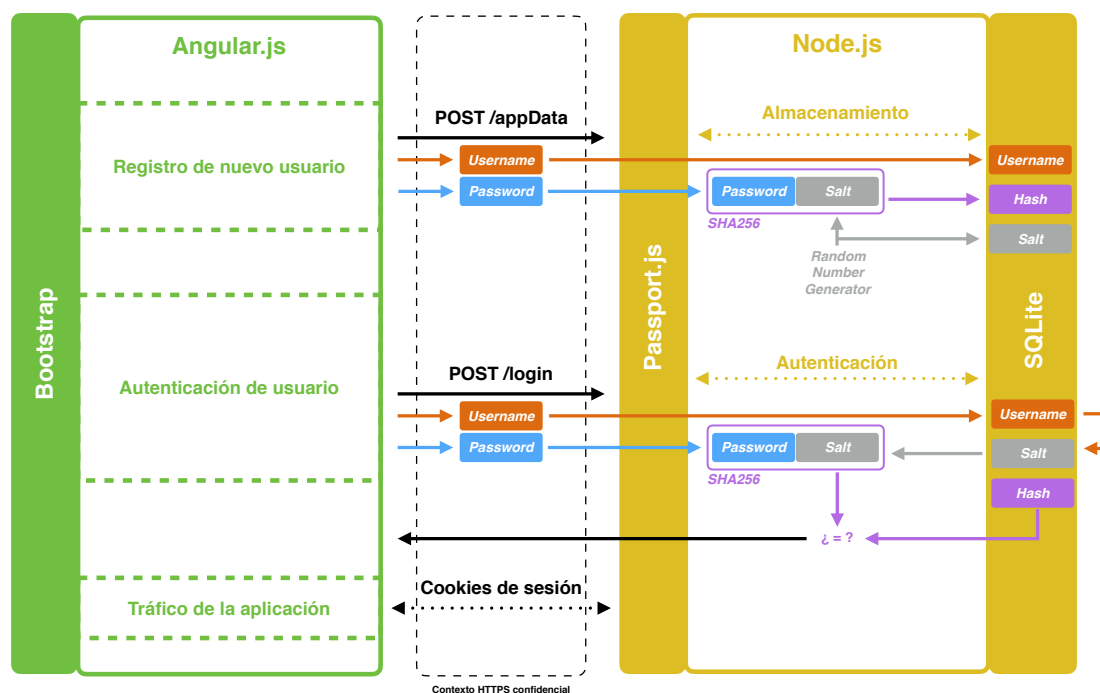 Bootstrap
Angular.js
Registro de nuevo usuario
Autenticación de usuario
Tráfico de la aplicación
POST /appData
Username
Password
POST /login
Username
Password
Cookies de sesión
Contexto HTTPS confidencial
Passport.js
Node.js
Almacenamiento
Password
Salt
SHA256
Random
Number
Generator
Autenticación
Password
Salt
SHA256
¿ = ?
SQLite
Username
Hash
Salt
Username
Salt
Hash